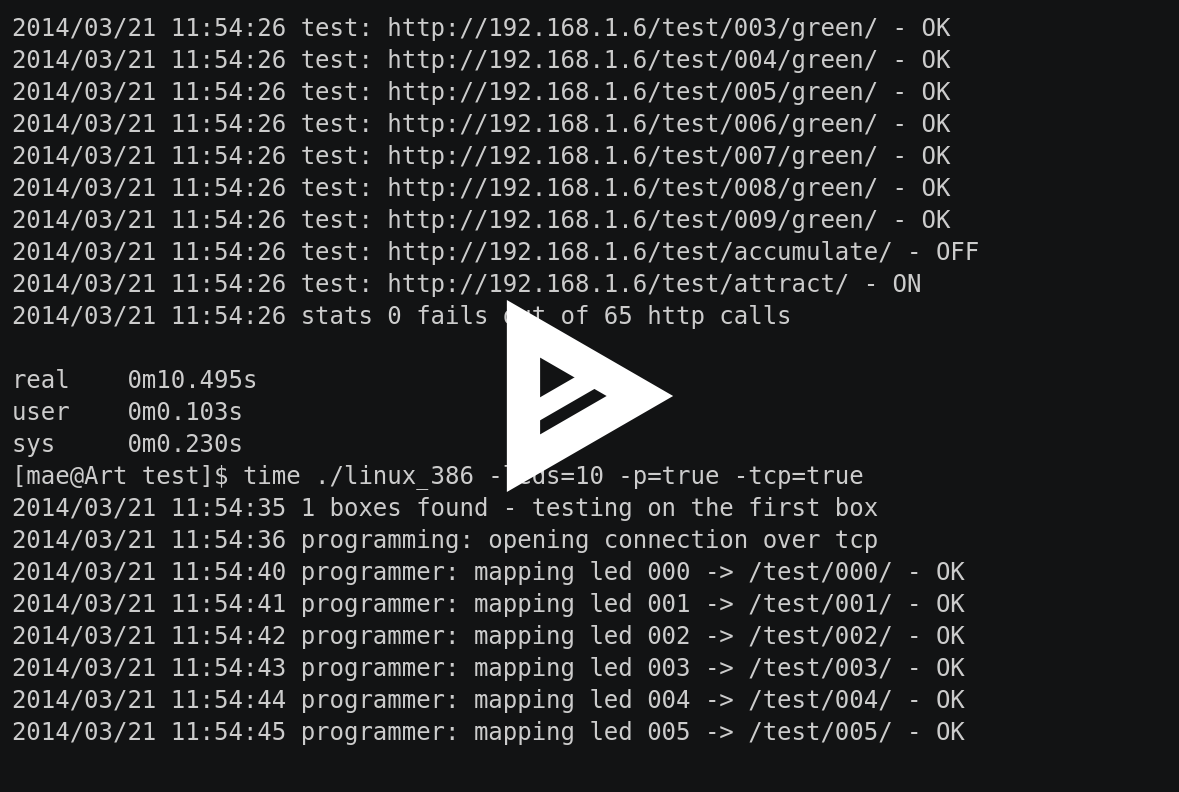 2014/03/21 11:54:26 test: http://192.168.1.6/test/003/green/ - OK
2014/03/21 11:54:26 test: http://192.168.1.6/test/004/green/ - OK
2014/03/21 11:54:26 test: http://192.168.1.6/test/005/green/ - OK
2014/03/21 11:54:26 test: http://192.168.1.6/test/006/green/ - OK
2014/03/21 11:54:26 test: http://192.168.1.6/test/007/green/ - OK
2014/03/21 11:54:26 test: http://192.168.1.6/test/008/green/ - OK
2014/03/21 11:54:26 test: http://192.168.1.6/test/009/green/ - OK
2014/03/21 11:54:26 test: http://192.168.1.6/test/accumulate/ - OFF
2014/03/21 11:54:26 test: http://192.168.1.6/test/attract/ - ON
2014/03/21 11:54:26 stats 0 fails out of 65 http calls

real    0m10.495s
user    0m0.103s
sys     0m0.230s
[mae@Art test]$ time ./linux_386 -leds=10 -p=true -tcp=true
2014/03/21 11:54:35 1 boxes found - testing on the first box
2014/03/21 11:54:36 programming: opening connection over tcp
2014/03/21 11:54:40 programmer: mapping led 000 -> /test/000/ - OK
2014/03/21 11:54:41 programmer: mapping led 001 -> /test/001/ - OK
2014/03/21 11:54:42 programmer: mapping led 002 -> /test/002/ - OK
2014/03/21 11:54:43 programmer: mapping led 003 -> /test/003/ - OK
2014/03/21 11:54:44 programmer: mapping led 004 -> /test/004/ - OK
2014/03/21 11:54:45 programmer: mapping led 005 -> /test/005/ - OK